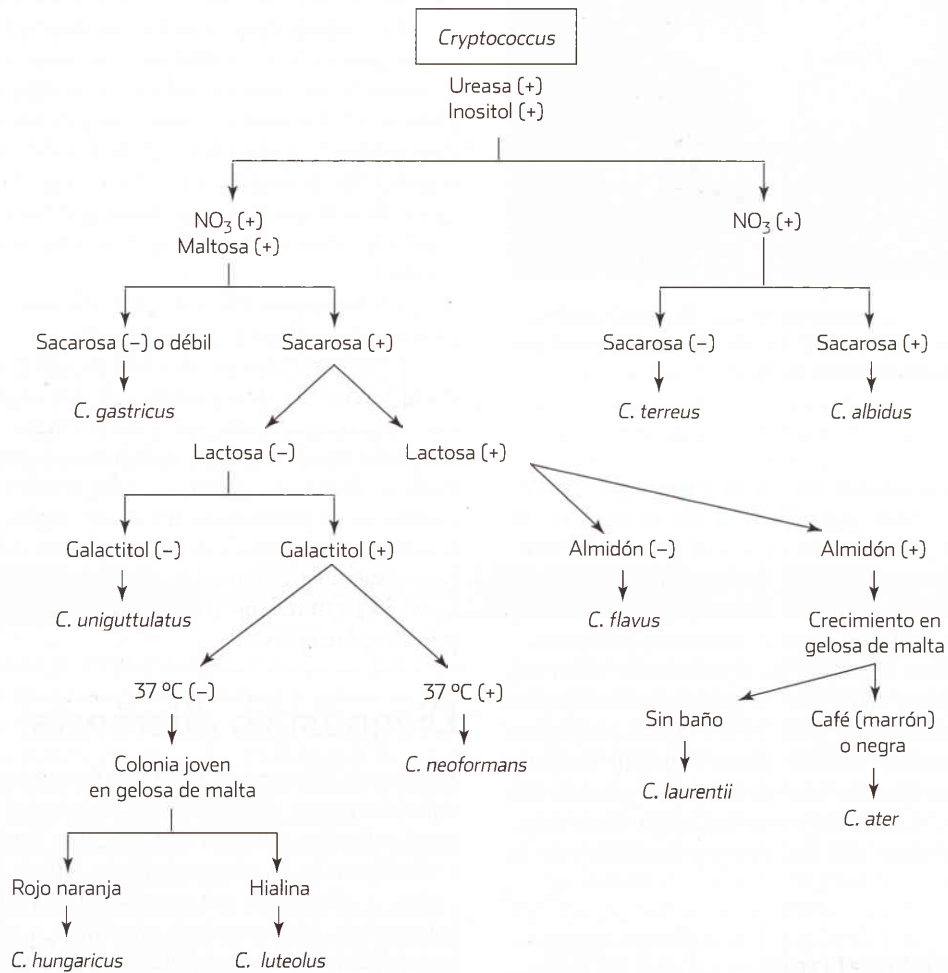 Cryptococcus
Ureasa (+)
Inositol (+)
NO₃ (+)
Maltosa (+)
NO₃ (+)
Sacarosa (–) o débil
Sacarosa (+)
Sacarosa (–)
Sacarosa (+)
C. gastricus
C. terreus
C. albidus
Lactosa (–)
Lactosa (+)
Galactitol (–)
Galactitol (+)
Almidón (–)
Almidón (+)
C. uniguttulatus
C. flavus
Crecimiento en
gelosa de malta
37 ºC (–)
37 ºC (+)
Sin baño
Café (marrón)
o negra
Colonia joven
en gelosa de malta
C. neoformans
C. laurentii
C. ater
Rojo naranja
Hialina
C. hungaricus
C. luteolus